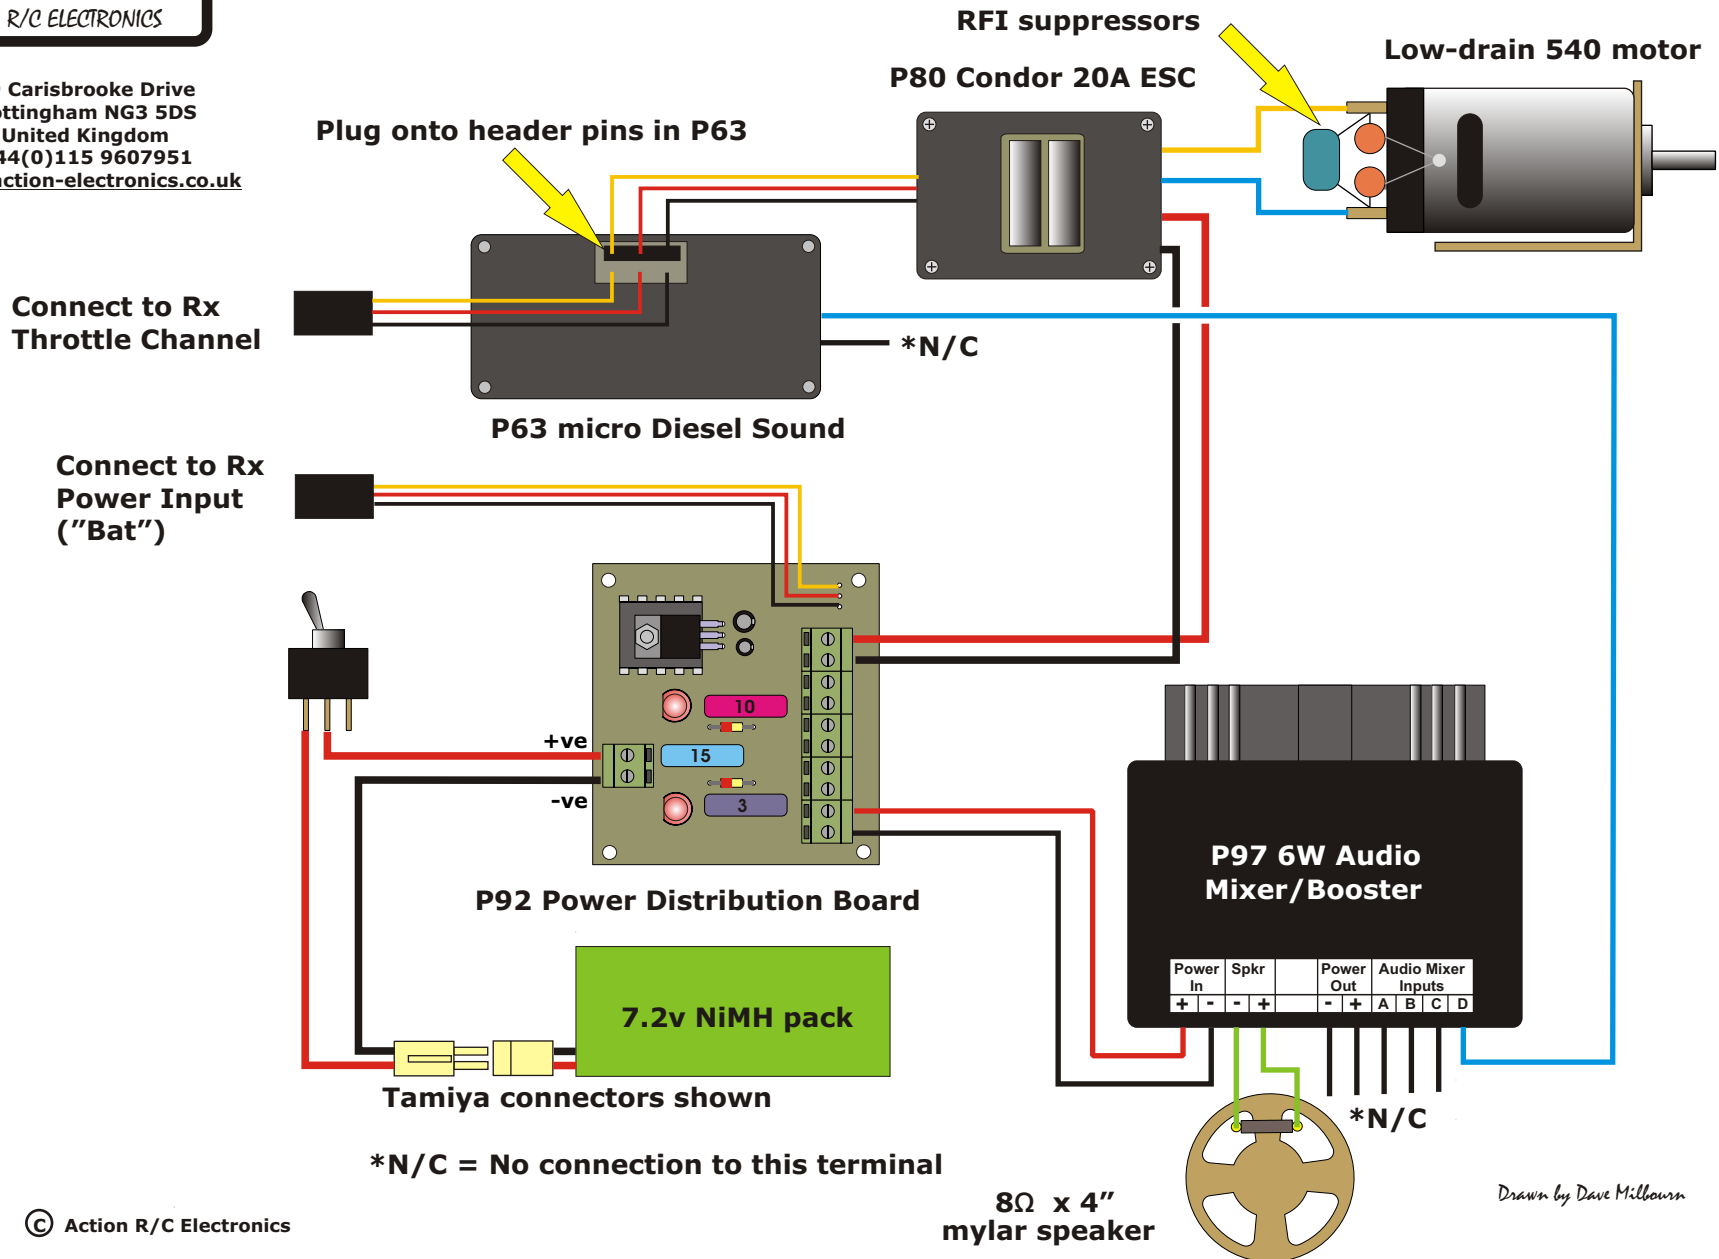 R/C ELECTRONICS
Carisbrooke Drive
ottingham NG3 5DS
United Kingdom
44(0)115 9607951
action-electronics.co.uk
RFI suppressors
Low-drain 540 motor
P80 Condor 20A ESC
Plug onto header pins in P63
Connect to Rx
Throttle Channel
*N/C
P63 micro Diesel Sound
Connect to Rx
Power Input
(”Bat”)
10
+ve
15
-ve
3
P92 Power Distribution Board
P97 6W Audio
Mixer/Booster
Power In
Spkr
Power Out
Audio Mixer Inputs
+ - - + - + A B C D
7.2v NiMH pack
Tamiya connectors shown
*N/C
*N/C = No connection to this terminal
8Ω x 4”
mylar speaker
Drawn by Dave Milbourn
© Action R/C Electronics